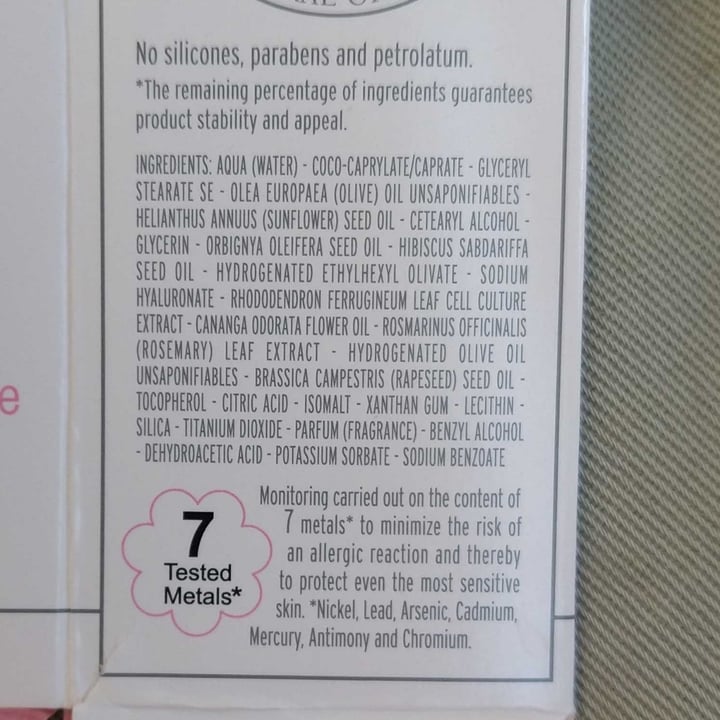 No silicones, parabens and petrolatum.
*The remaining percentage of ingredients guarantees
product stability and appeal.
INGREDIENTS: AQUA (WATER) - COCO-CAPRYLATE/CAPRATE - GLYCERYL
STEARATE SE - OLEA EUROPAEA (OLIVE) OIL UNSAPONIFIABLES -
HELIANTHUS ANNUUS (SUNFLOWER) SEED OIL - CETEARYL ALCOHOL -
GLYCERIN - ORBIGNYA OLEIFERA SEED OIL - HIBISCUS SABDARIFFA
SEED OIL - HYDROGENATED ETHYLHEXYL OLIVATE - SODIUM
HYALURONATE - RHODODENDRON FERRUGINEUM LEAF CELL CULTURE
EXTRACT - CANANGA ODORATA FLOWER OIL - ROSMARINUS OFFICINALIS
(ROSEMARY) LEAF EXTRACT - HYDROGENATED OLIVE OIL
UNSAPONIFIABLES - BRASSICA CAMPESTRIS (RAPESEED) SEED OIL -
TOCOPHEROL - CITRIC ACID - ISOMALT - XANTHAN GUM - LECITHIN -
SILICA - TITANIUM DIOXIDE - PARFUM (FRAGRANCE) - BENZYL ALCOHOL
- DEHYDROACETIC ACID - POTASSIUM SORBATE - SODIUM BENZOATE
e
7
Tested
Metals*
Monitoring carried out on the content of
7 metals* to minimize the risk of
an allergic reaction and thereby
to protect even the most sensitive
skin. *Nickel, Lead, Arsenic, Cadmium,
Mercury, Antimony and Chromium.